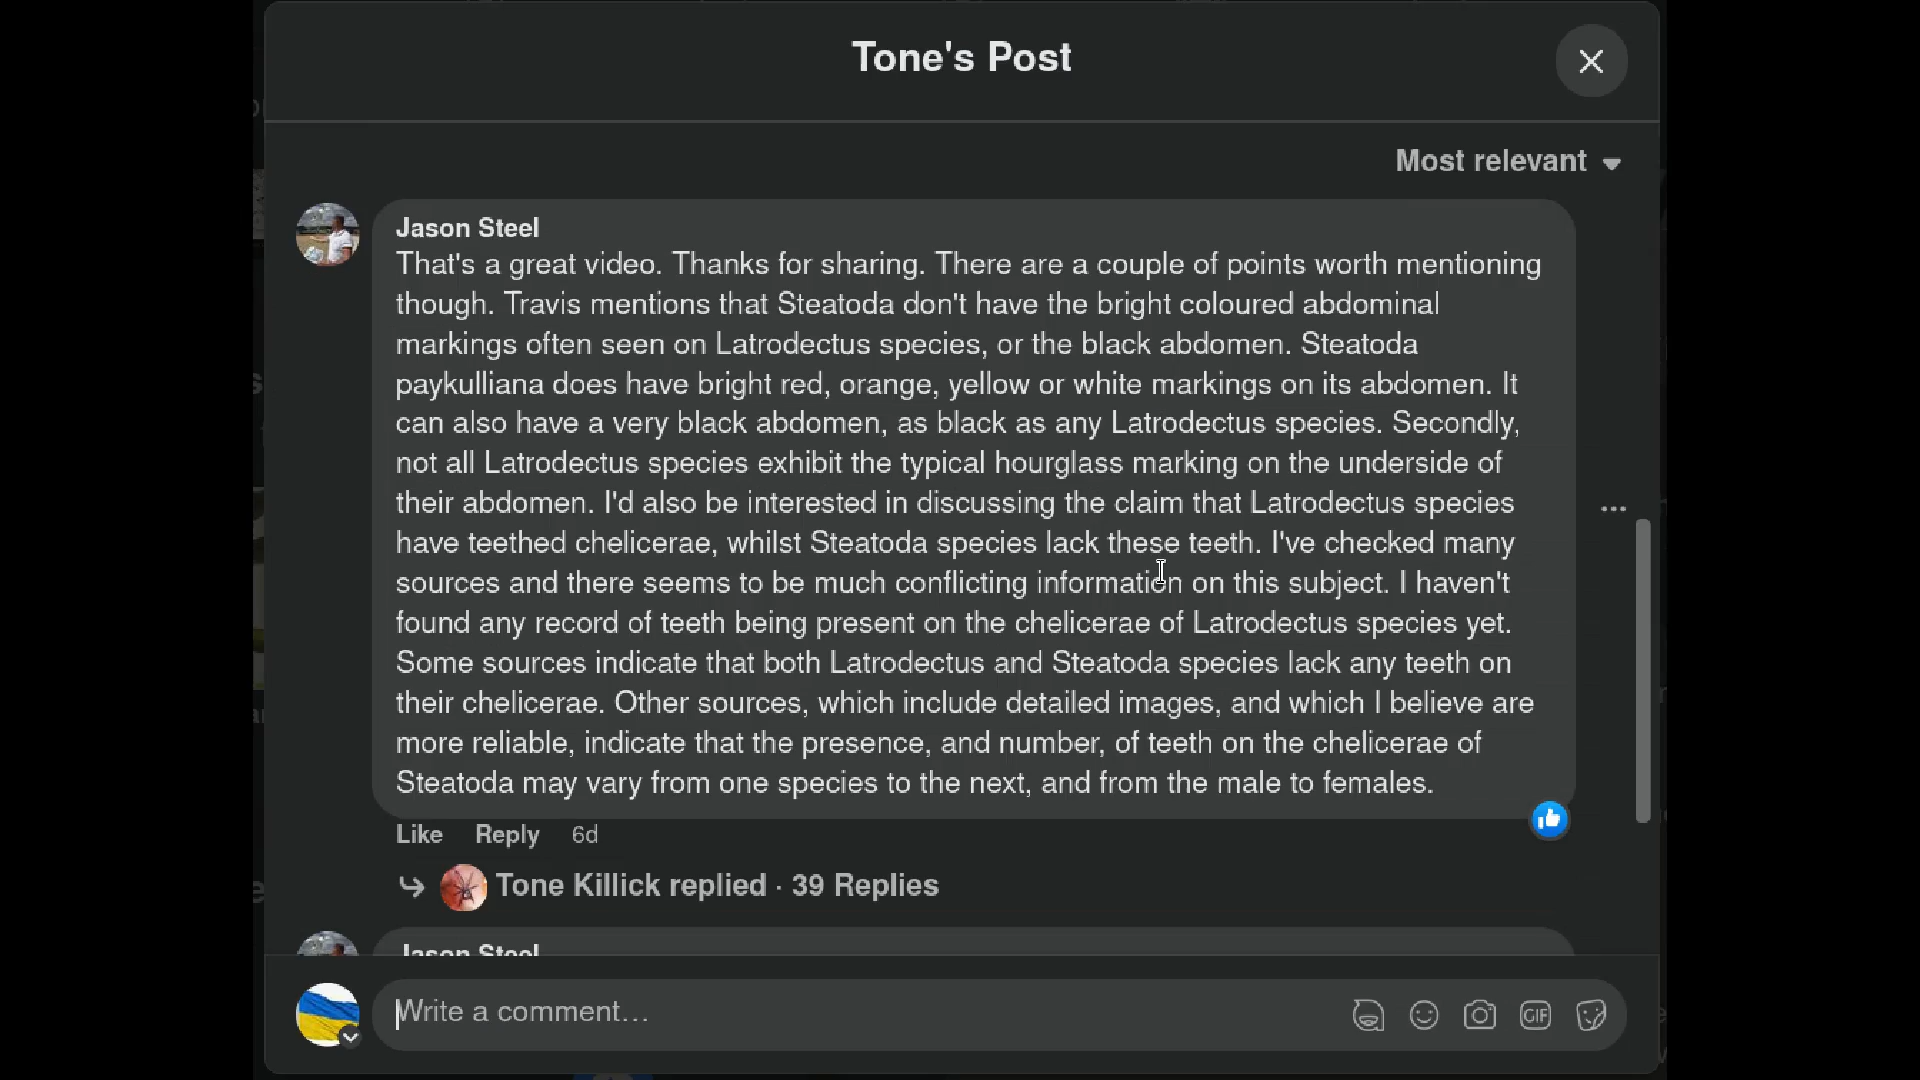 Tone's Post
Most relevant
Jason Steel
That's a great video. Thanks for sharing. There are a couple of points worth mentioning
though. Travis mentions that Steatoda don't have the bright coloured abdominal
markings often seen on Latrodectus species, or the black abdomen. Steatoda
paykulliana does have bright red, orange, yellow or white markings on its abdomen. It
can also have a very black abdomen, as black as any Latrodectus species. Secondly,
not all Latrodectus species exhibit the typical hourglass marking on the underside of
their abdomen. I'd also be interested in discussing the claim that Latrodectus species
have teethed chelicerae, whilst Steatoda species lack these teeth. I've checked many
sources and there seems to be much conflicting information on this subject. I haven't
found any record of teeth being present on the chelicerae of Latrodectus species yet.
Some sources indicate that both Latrodectus and Steatoda species lack any teeth on
their chelicerae. Other sources, which include detailed images, and which I believe are
more reliable, indicate that the presence, and number, of teeth on the chelicerae of
Steatoda may vary from one species to the next, and from the male to females.
Like Reply 6d
Tone Killick replied · 39 Replies
Jason Steel
Write a comment…
GIF